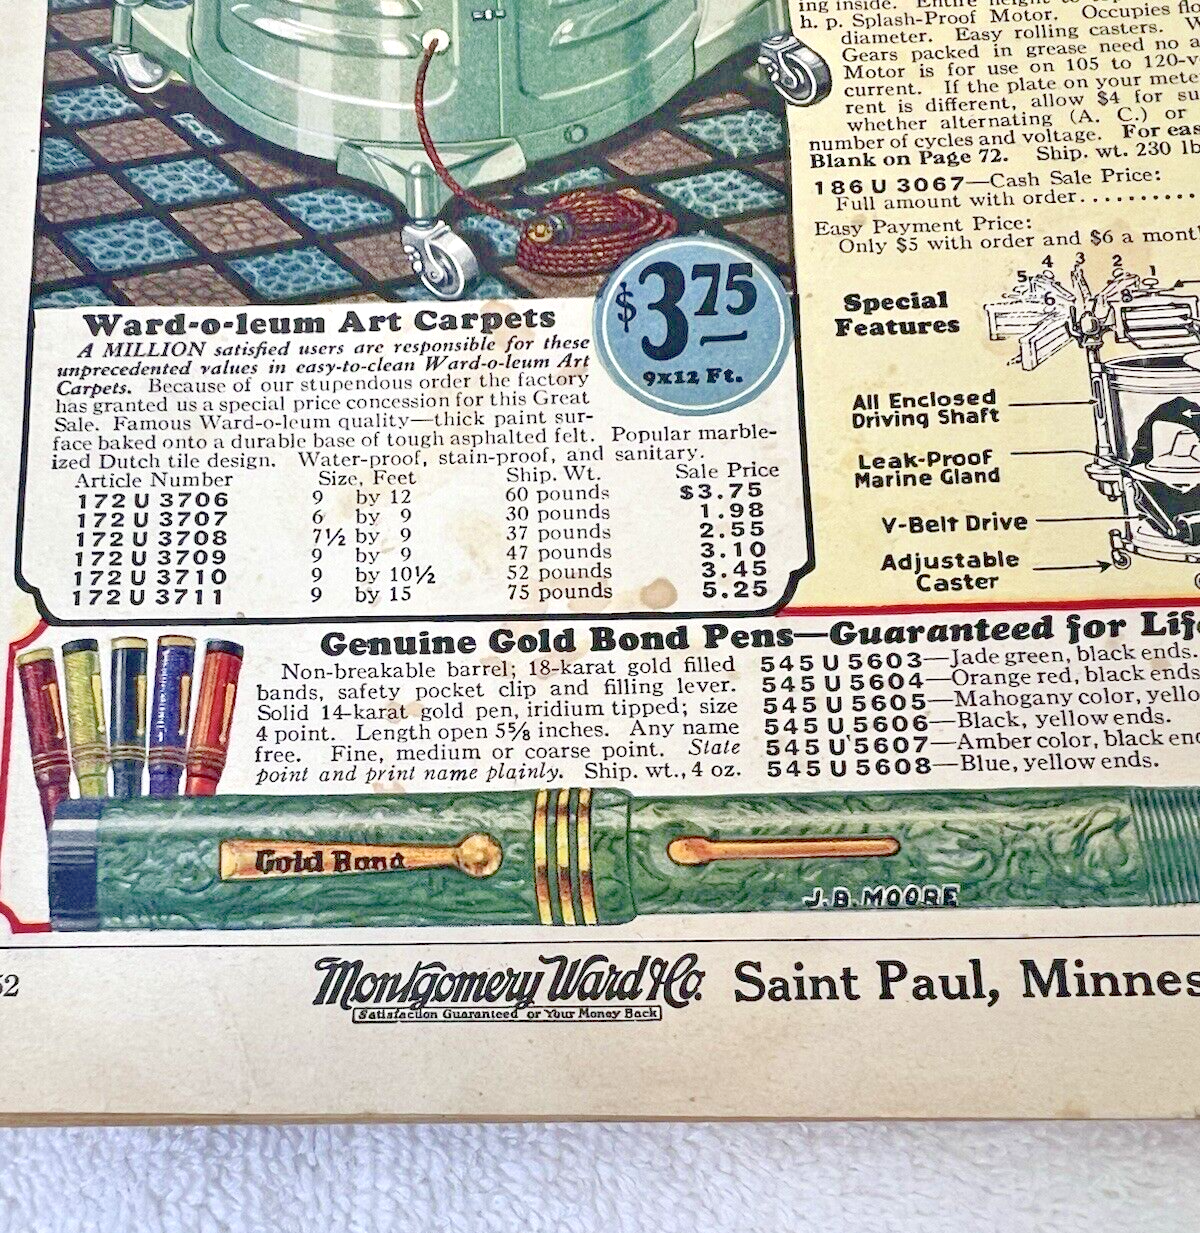 ing inside. Entire height to
h. p. Splash-Proof Motor. Occupies
diameter. Easy rolling casters.
Gears packed in grease need no
Motor is for use on 105 to 120-v
current. If the plate on your mete
rent is different, allow $4 for su
whether alternating (A. C.) or
number of cycles and voltage. For eas
Blank on Page 72. Ship. wt. 230 lb
186 U 3067—Cash Sale Price:
Full amount with order..........
Easy Payment Price:
Only $5 with order and $6 a mont
Special
Features
4 3 2 1
5
6 8
All Enclosed
Driving Shaft
Leak-Proof
Marine Gland
V-Belt Drive
Adjustable
Caster
$3.75
9x12 Ft.
Ward-o-leum Art Carpets
A MILLION satisfied users are responsible for these
unprecedented values in easy-to-clean Ward-o-leum Art
Carpets. Because of our stupendous order the factory
has granted us a special price concession for this Great
Sale. Famous Ward-o-leum quality—thick paint sur-
face baked onto a durable base of tough asphalted felt. Popular marble-
ized Dutch tile design. Water-proof, stain-proof, and sanitary.
Article Number Size, Feet Ship. Wt. Sale Price
172 U 3706 9 by 12 60 pounds $3.75
172 U 3707 6 by 9 30 pounds 1.98
172 U 3708 7½ by 9 37 pounds 2.55
172 U 3709 9 by 9 47 pounds 3.10
172 U 3710 9 by 10½ 52 pounds 3.45
172 U 3711 9 by 15 75 pounds 5.25
Genuine Gold Bond Pens—Guaranteed for Life
Non-breakable barrel; 18-karat gold filled
bands, safety pocket clip and filling lever.
Solid 14-karat gold pen, iridium tipped; size
4 point. Length open 5⅝ inches. Any name
free. Fine, medium or coarse point. State
point and print name plainly. Ship. wt., 4 oz.
545 U 5603—Jade green, black ends.
545 U 5604—Orange red, black ends
545 U 5605—Mahogany color, yello
545 U 5606—Black, yellow ends.
545 U 5607—Amber color, black end
545 U 5608—Blue, yellow ends.
Gold Bond
J.B. MOORE
52
Montgomery Ward & Co. Saint Paul, Minnes
Satisfaction Guaranteed or Your Money Back